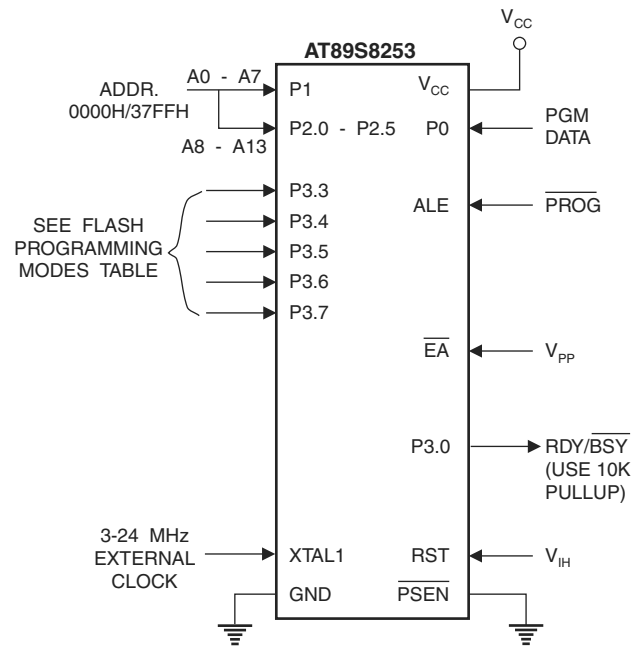 V_CC
AT89S8253
ADDR.
0000H/37FFH
A0 - A7
A8 - A13
P1
P2.0 - P2.5
V_CC
P0
PGM
DATA
SEE FLASH
PROGRAMMING
MODES TABLE
P3.3
P3.4
P3.5
P3.6
P3.7
ALE
PROG
EA
V_PP
P3.0
RDY/BSY
(USE 10K
PULLUP)
3-24 MHz
EXTERNAL
CLOCK
XTAL1
RST
V_IH
GND
PSEN